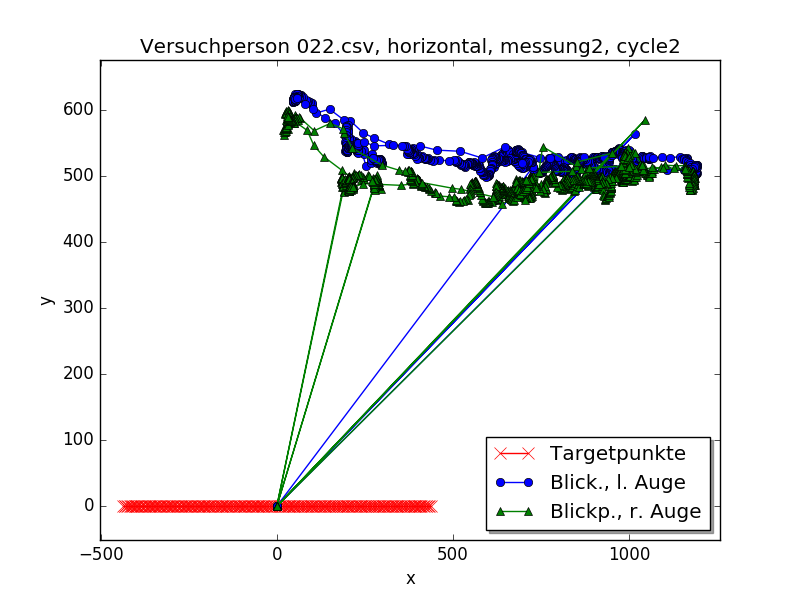 Versuchperson 022.csv, horizontal, messung2, cycle2
600
500
400
300
200
100
0
y
Targetpunkte
Blick., l. Auge
Blickp., r. Auge
−500
0
500
1000
x